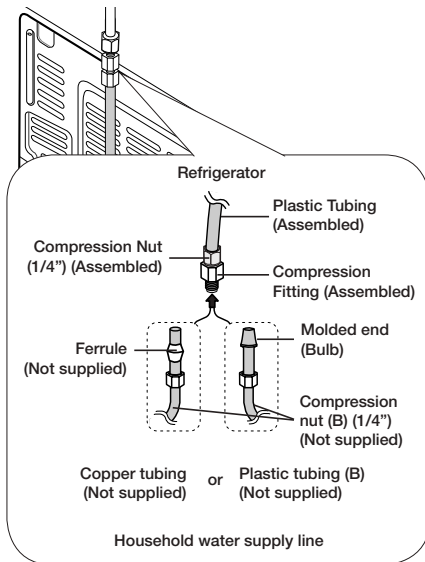 Refrigerator
Plastic Tubing
(Assembled)
Compression Nut
(1/4”) (Assembled)
Compression
Fitting (Assembled)
Ferrule
(Not supplied)
Molded end
(Bulb)
Compression
nut (B) (1/4”)
(Not supplied)
Copper tubing
(Not supplied)
or
Plastic tubing (B)
(Not supplied)
Household water supply line